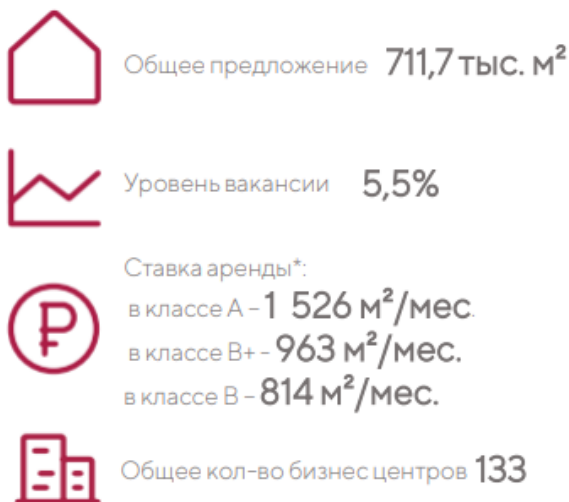 Общее предложение 711,7 тыс. м²
Уровень вакансии 5,5%
Ставка аренды*:
в классе А – 1 526 м²/мес.
в классе В+ - 963 м²/мес.
в классе В – 814 м²/мес.
Общее кол-во бизнес центров 133